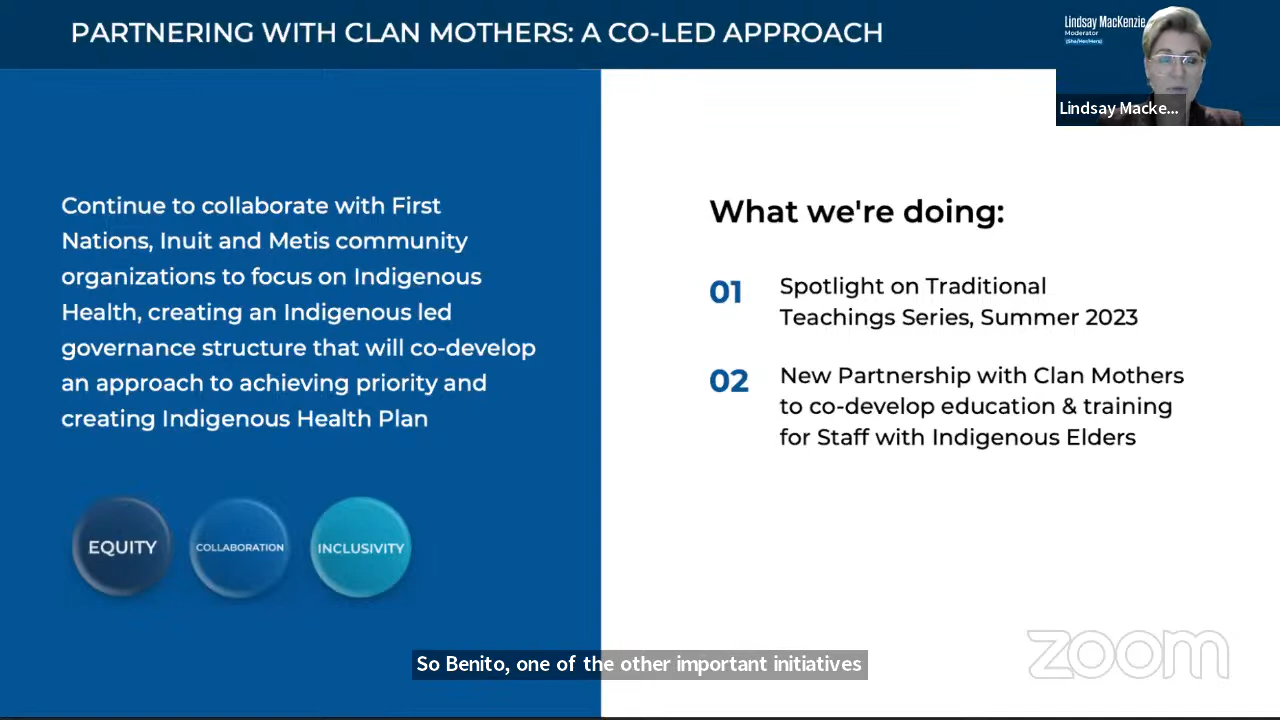 PARTNERING WITH CLAN MOTHERS: A CO-LED APPROACH
Lindsay MacKenzie
Moderator
(She/Her/Hers)
Lindsay Macke...
Continue to collaborate with First
Nations, Inuit and Metis community
organizations to focus on Indigenous
Health, creating an Indigenous led
governance structure that will co-develop
an approach to achieving priority and
creating Indigenous Health Plan
EQUITY
COLLABORATION
INCLUSIVITY
What we're doing:
01 Spotlight on Traditional
Teachings Series, Summer 2023
02 New Partnership with Clan Mothers
to co-develop education & training
for Staff with Indigenous Elders
So Benito, one of the other important initiatives
zoom